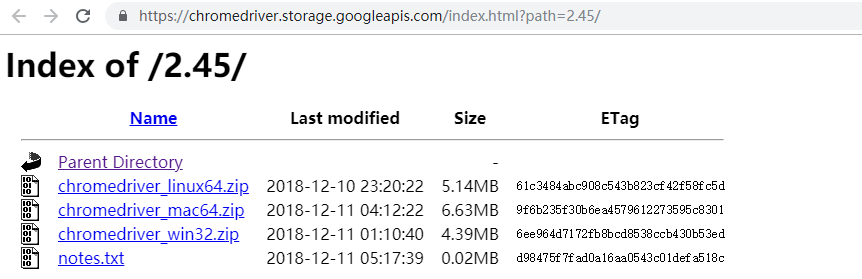 https://chromedriver.storage.googleapis.com/index.html?path=2.45/
Index of /2.45/
Name Last modified Size ETag
Parent Directory -
chromedriver_linux64.zip 2018-12-10 23:20:22 5.14MB 61c3484abc908c543b823cf42f58fc5d
chromedriver_mac64.zip 2018-12-11 04:12:22 6.63MB 9f6b235f30b6ea4579612273595c8301
chromedriver_win32.zip 2018-12-11 01:10:40 4.39MB 6ee964d7172fb8bcd8538ccb430b53ed
notes.txt 2018-12-11 05:17:39 0.02MB d98475f7fad0a16aa0543c01defa518c